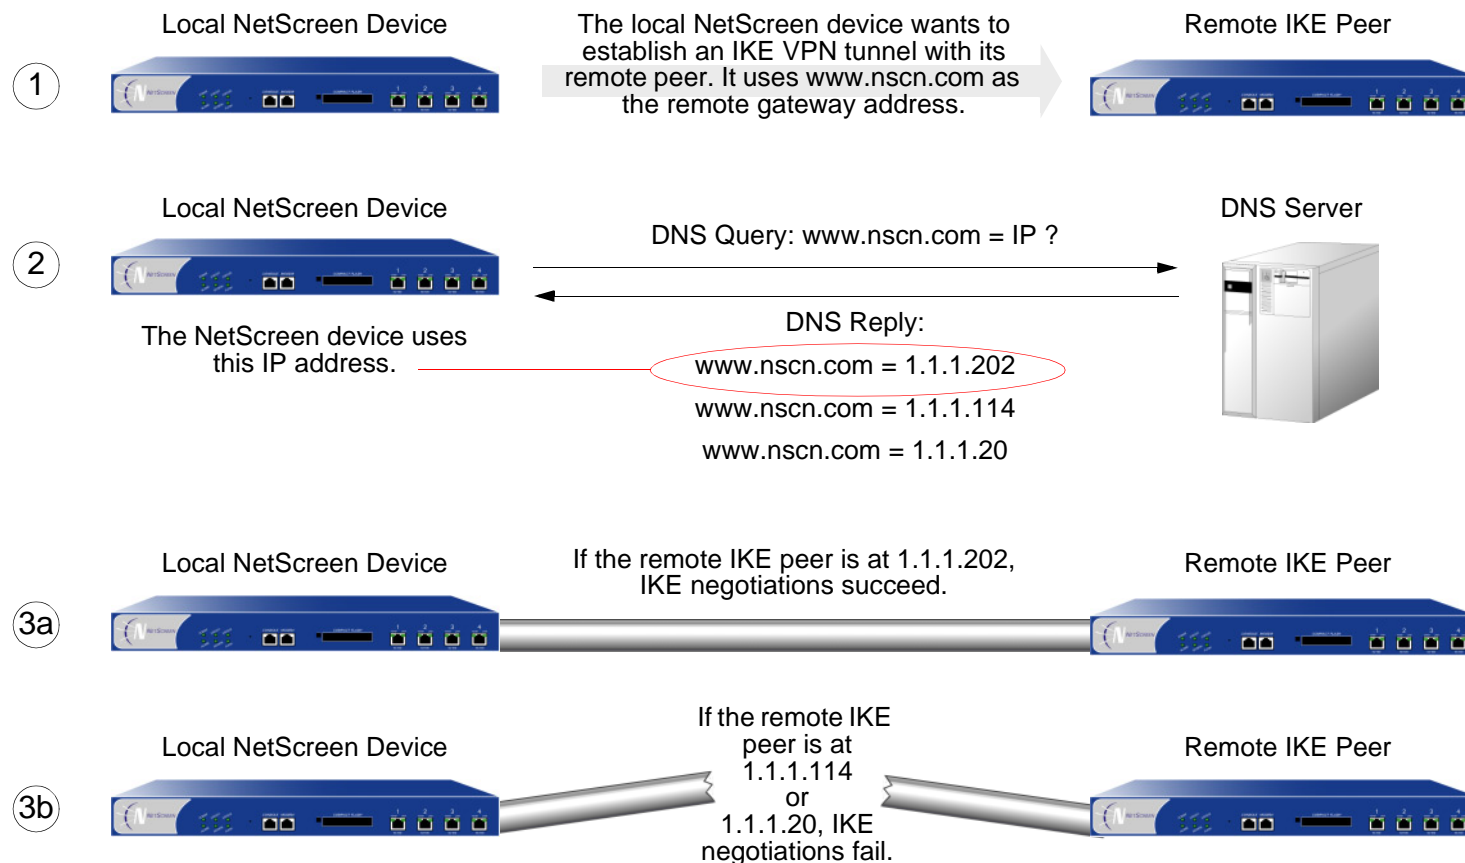 Local NetScreen Device
The local NetScreen device wants to
establish an IKE VPN tunnel with its
remote peer. It uses www.nscn.com as
the remote gateway address.
Remote IKE Peer
1
Local NetScreen Device
DNS Server
2
DNS Query: www.nscn.com = IP ?
DNS Reply:
The NetScreen device uses
this IP address.
www.nscn.com = 1.1.1.202
www.nscn.com = 1.1.1.114
www.nscn.com = 1.1.1.20
Local NetScreen Device
If the remote IKE peer is at 1.1.1.202,
IKE negotiations succeed.
Remote IKE Peer
3a
Local NetScreen Device
If the remote IKE
peer is at
1.1.1.114
or
1.1.1.20, IKE
negotiations fail.
Remote IKE Peer
3b